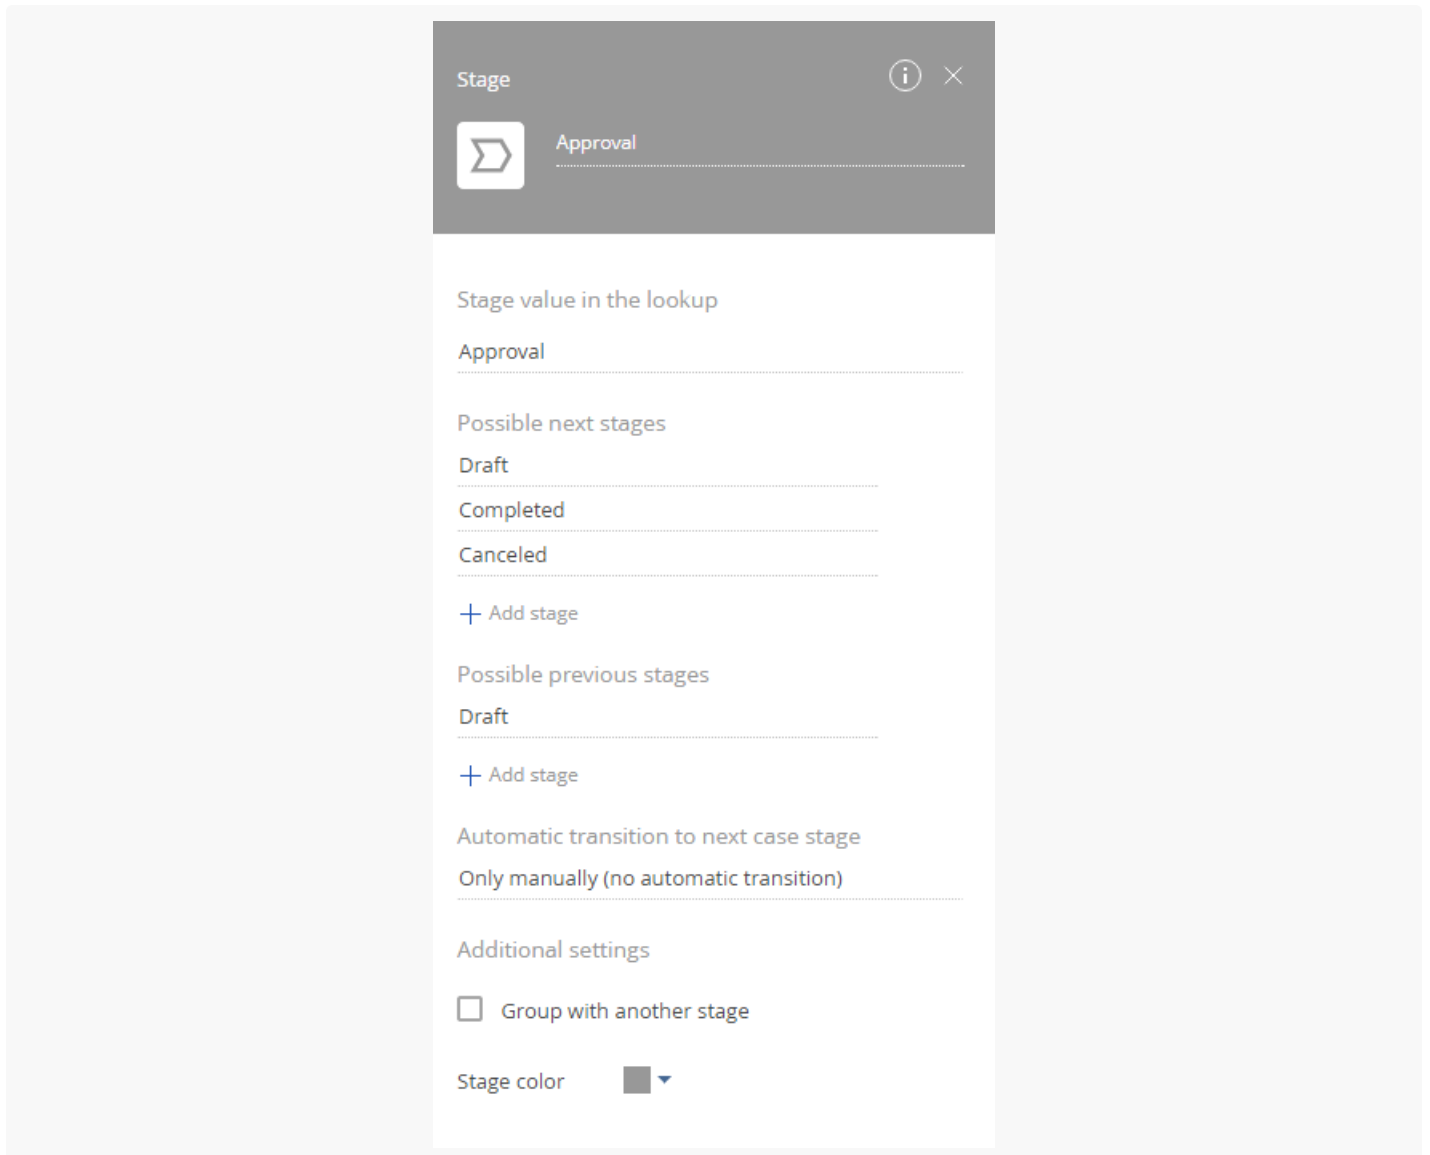 Stage
Approval
Stage value in the lookup
Approval
Possible next stages
Draft
Completed
Canceled
Add stage
Possible previous stages
Draft
Add stage
Automatic transition to next case stage
Only manually (no automatic transition)
Additional settings
Group with another stage
Stage color